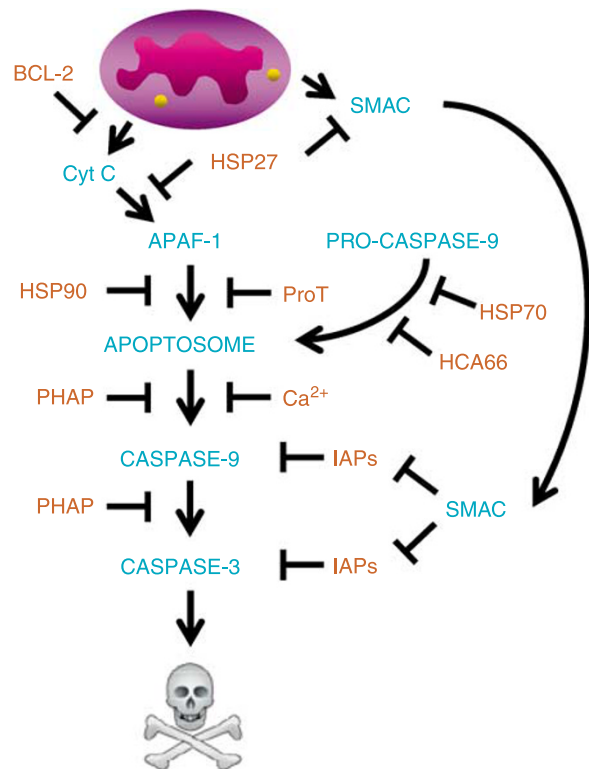 BCL-2
SMAC
Cyt C
HSP27
APAF-1
PRO-CASPASE-9
HSP90
ProT
HSP70
APOPTOSOME
HCA66
PHAP
Ca²⁺
CASPASE-9
IAPs
PHAP
SMAC
CASPASE-3
IAPs